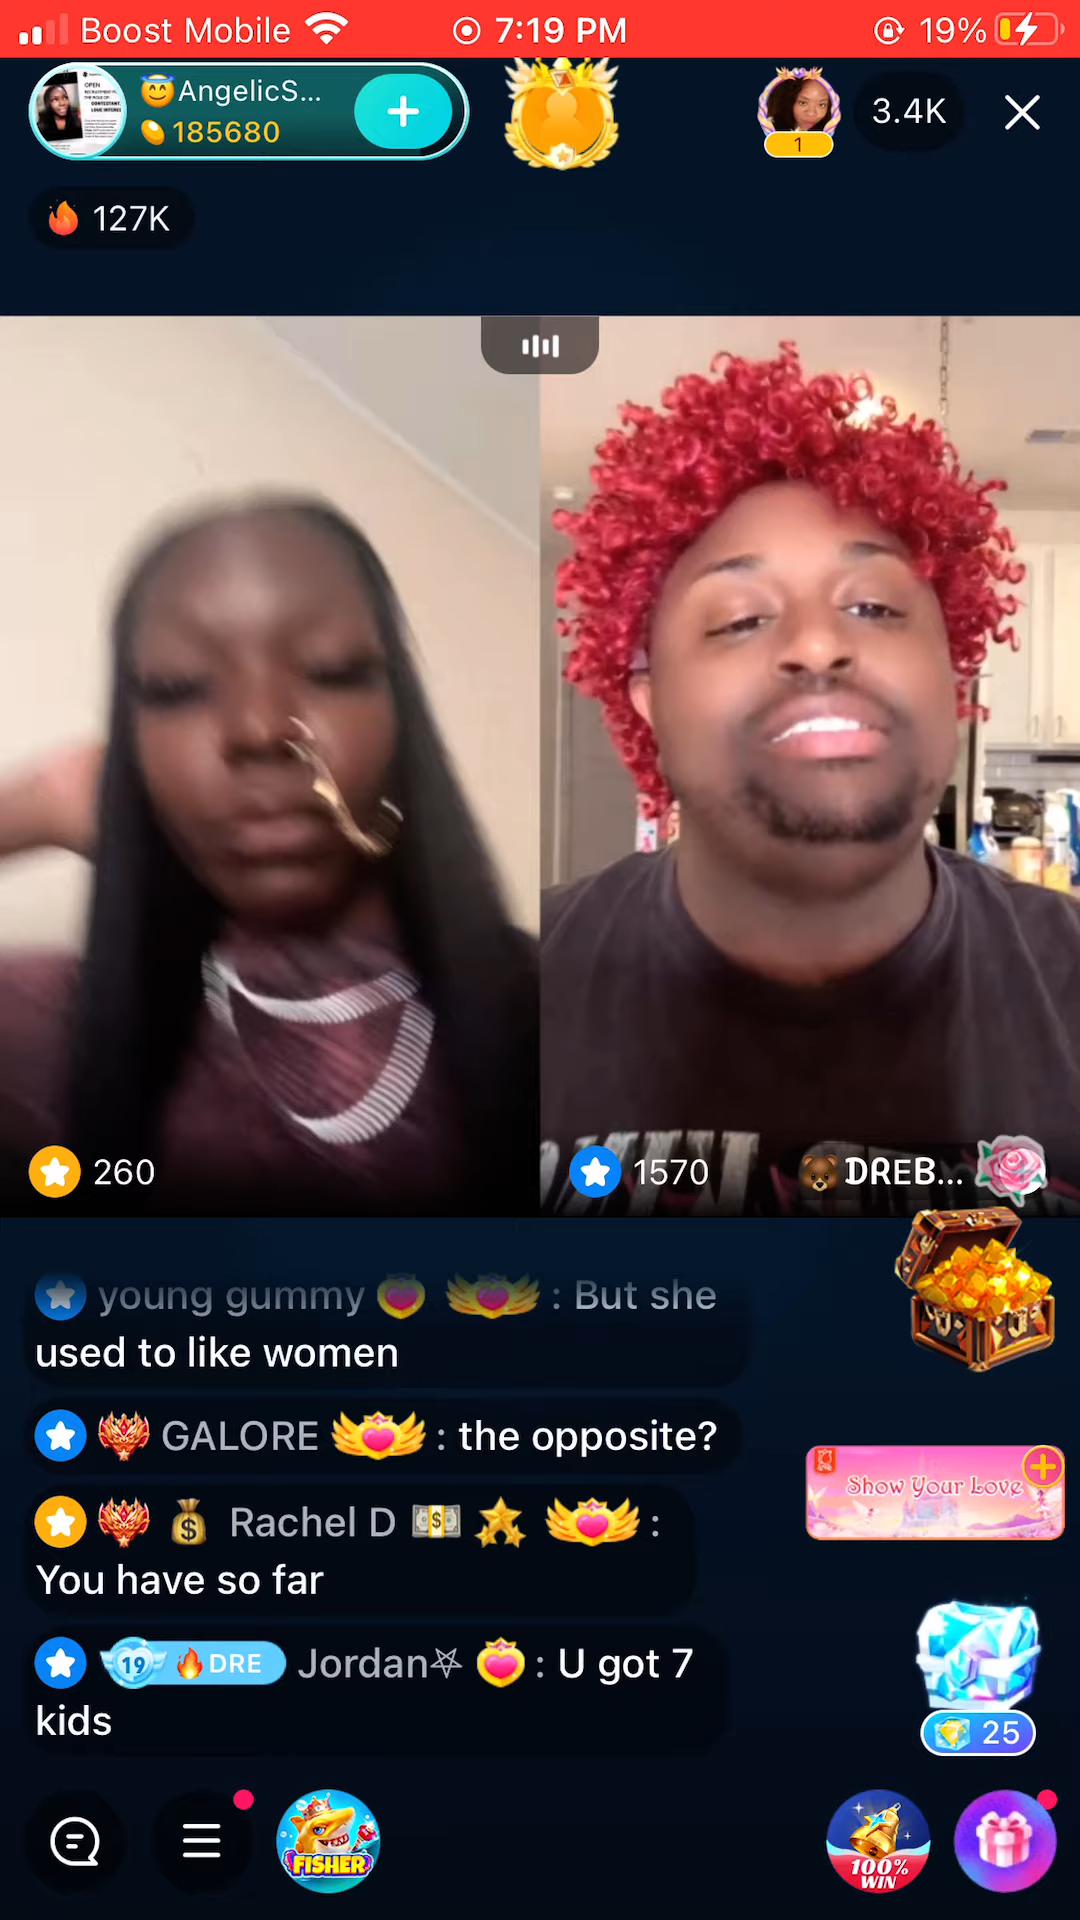 Boost Mobile 7:19 PM 19%
AngelicS...
185680
1
3.4K
127K
260
1570 DREB...
young gummy : But she
used to like women
GALORE : the opposite?
Rachel D :
You have so far
Show Your Love
19 DRE Jordan : U got 7
kids
25
FISHER
100%
WIN